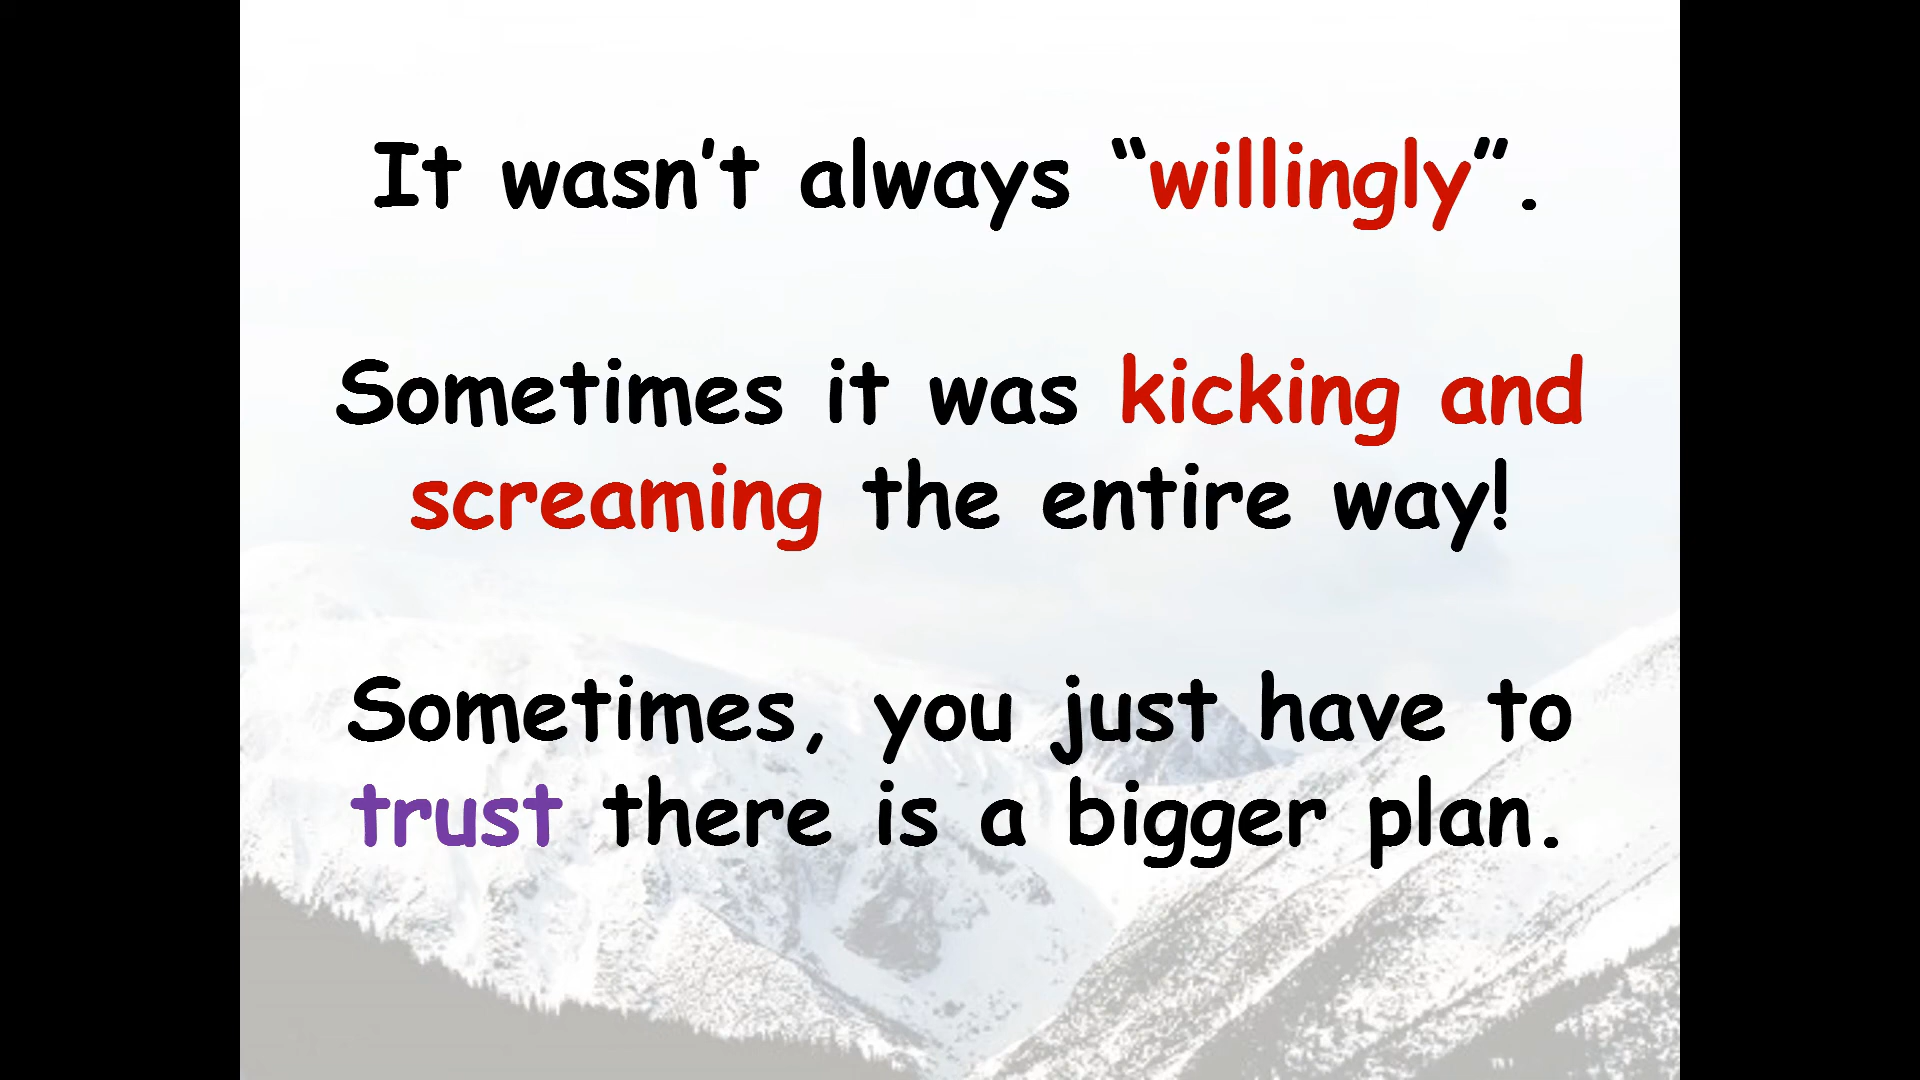 It wasn’t always “willingly”.
Sometimes it was kicking and
screaming the entire way!
Sometimes, you just have to
trust there is a bigger plan.